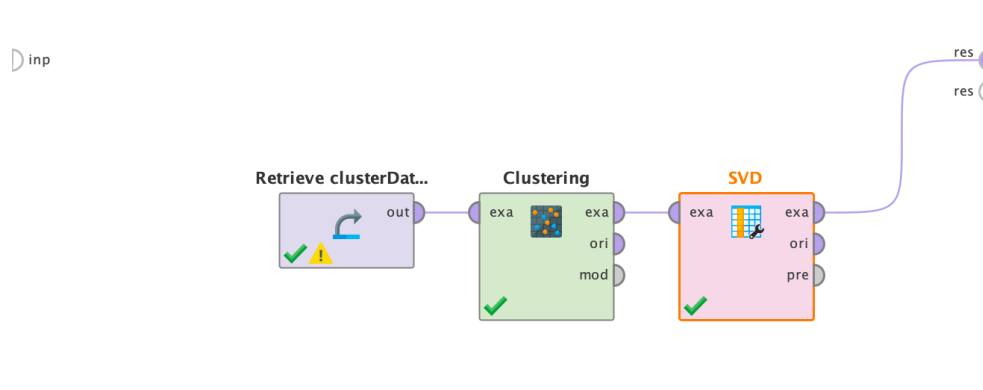 inp
res
res
Retrieve clusterDat...
Clustering
SVD
out
exa
exa
exa
exa
ori
ori
mod
pre